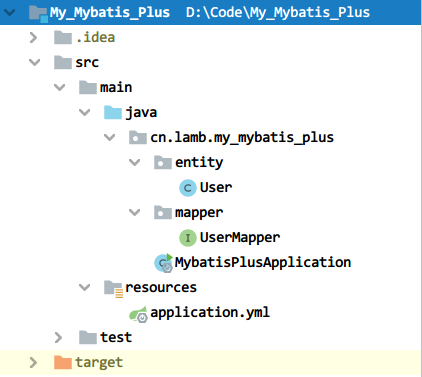 My_Mybatis_Plus D:\Code\My_Mybatis_Plus
.idea
src
main
java
cn.lamb.my_mybatis_plus
entity
C User
mapper
I UserMapper
C MybatisPlusApplication
resources
application.yml
test
target